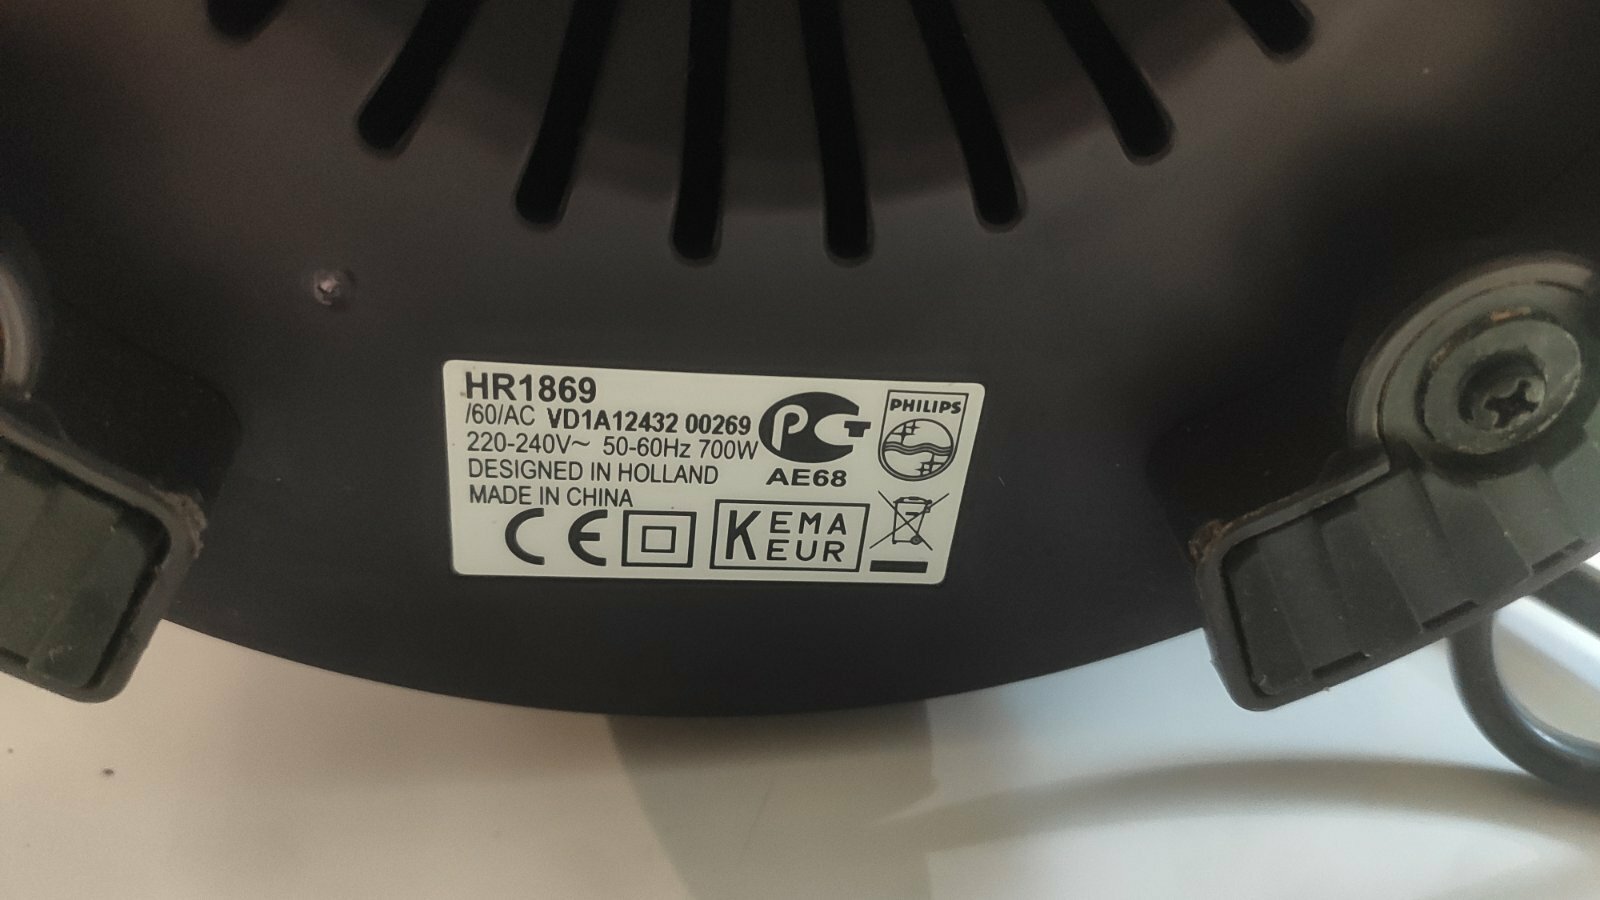 HR1869
/60/AC VD1A12432 00269
220-240V~ 50-60Hz 700W
DESIGNED IN HOLLAND
MADE IN CHINA
PCT
AE68
PHILIPS
CE
KEMA
EUR